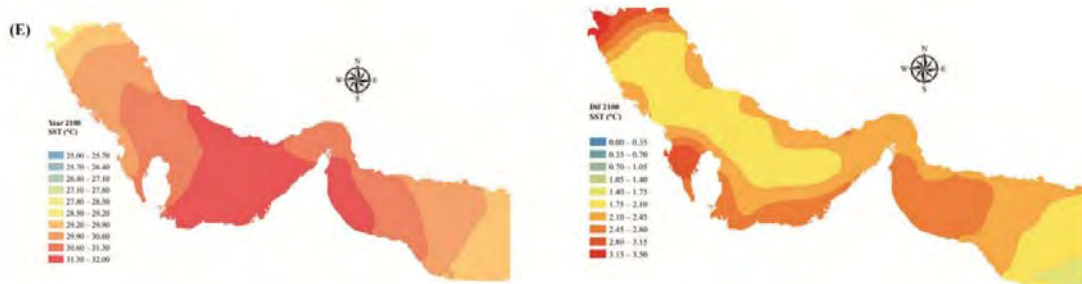 (E)
N
W E
S
Year 2100
SST (°C)
25.00 – 25.70
25.70 – 26.40
26.40 – 27.10
27.10 – 27.80
27.80 – 28.50
28.50 – 29.20
29.20 – 29.90
29.90 – 30.60
30.60 – 31.30
31.30 – 32.00
N
W E
S
Dif 2100
SST (°C)
0.00 – 0.35
0.35 – 0.70
0.70 – 1.05
1.05 – 1.40
1.40 – 1.75
1.75 – 2.10
2.10 – 2.45
2.45 – 2.80
2.80 – 3.15
3.15 – 3.50